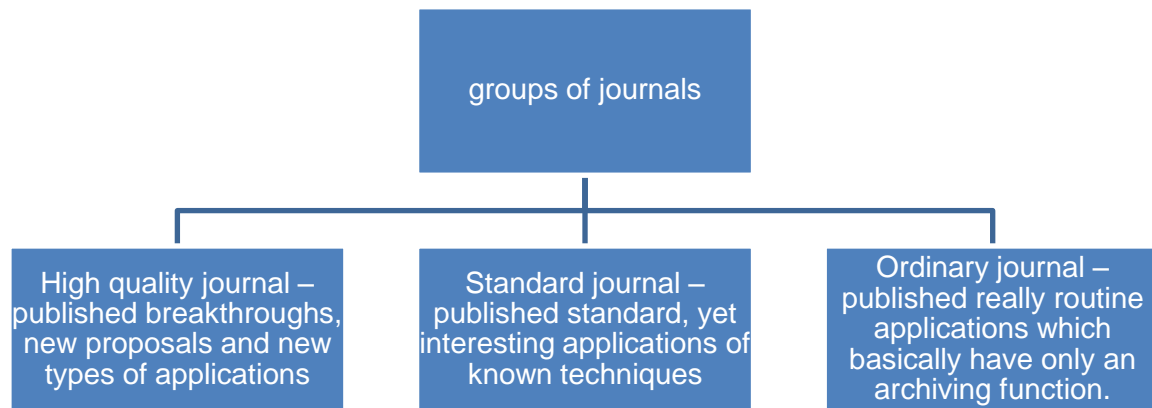 groups of journals
High quality journal –
published breakthroughs,
new proposals and new
types of applications
Standard journal –
published standard, yet
interesting applications of
known techniques
Ordinary journal –
published really routine
applications which
basically have only an
archiving function.